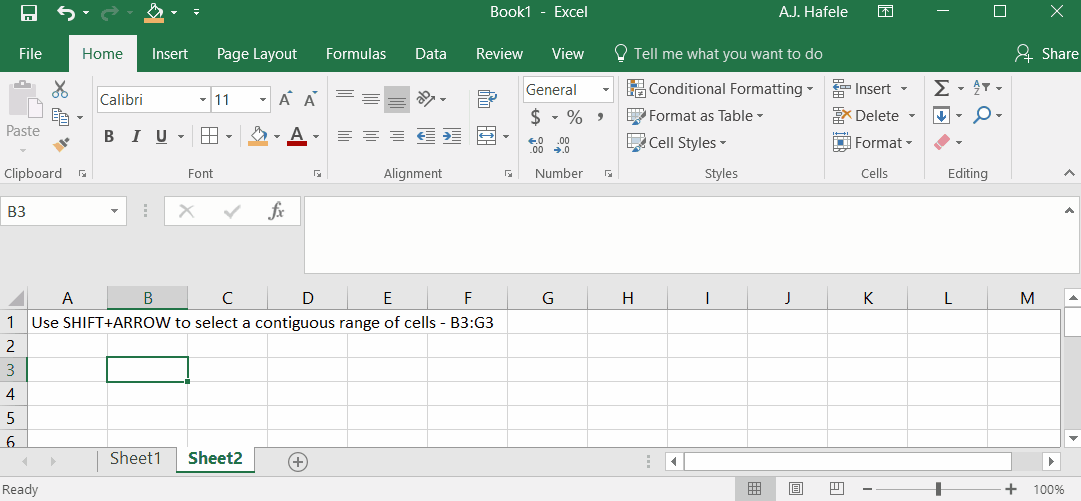 Book1 - Excel
A.J. Hafele
File Home Insert Page Layout Formulas Data Review View Tell me what you want to do Share
Paste
Calibri 11
B I U A
General
$ % ,
Conditional Formatting
Format as Table
Cell Styles
Insert
Delete
Format
Clipboard Font Alignment Number Styles Cells Editing
B3 fx
A B C D E F G H I J K L M
1 Use SHIFT+ARROW to select a contiguous range of cells - B3:G3
2
3
4
5
6
Sheet1 Sheet2
Ready 100%